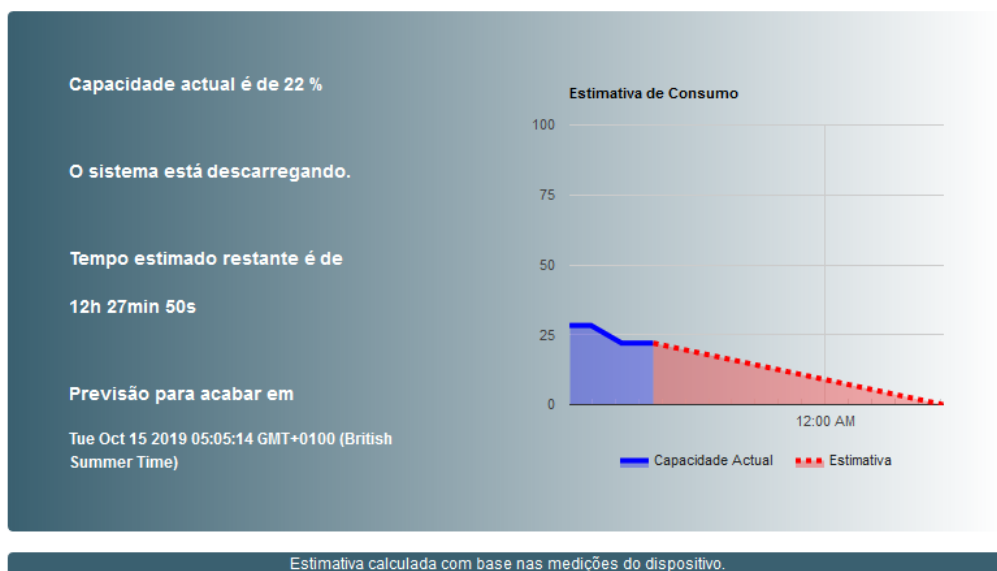 Capacidade actual é de 22 %
O sistema está descarregando.
Tempo estimado restante é de
12h 27min 50s
Previsão para acabar em
Tue Oct 15 2019 05:05:14 GMT+0100 (British
Summer Time)
Estimativa de Consumo
100
75
50
25
0
12:00 AM
Capacidade Actual
Estimativa
Estimativa calculada com base nas medições do dispositivo.